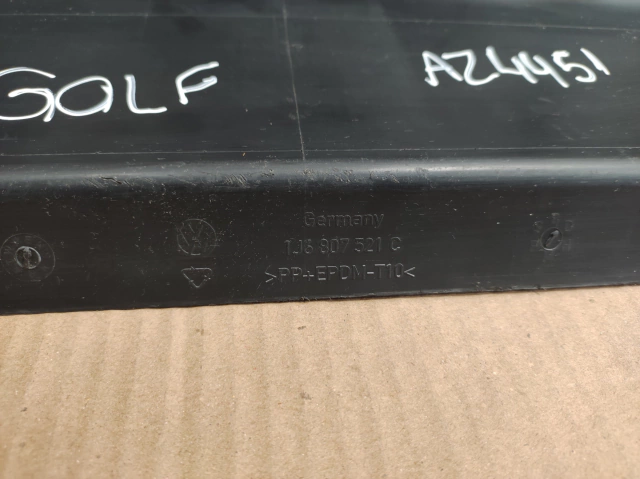 GOLF
AZ4451
Germany
1J6 807 521 C
>PP+EPDM-T10<